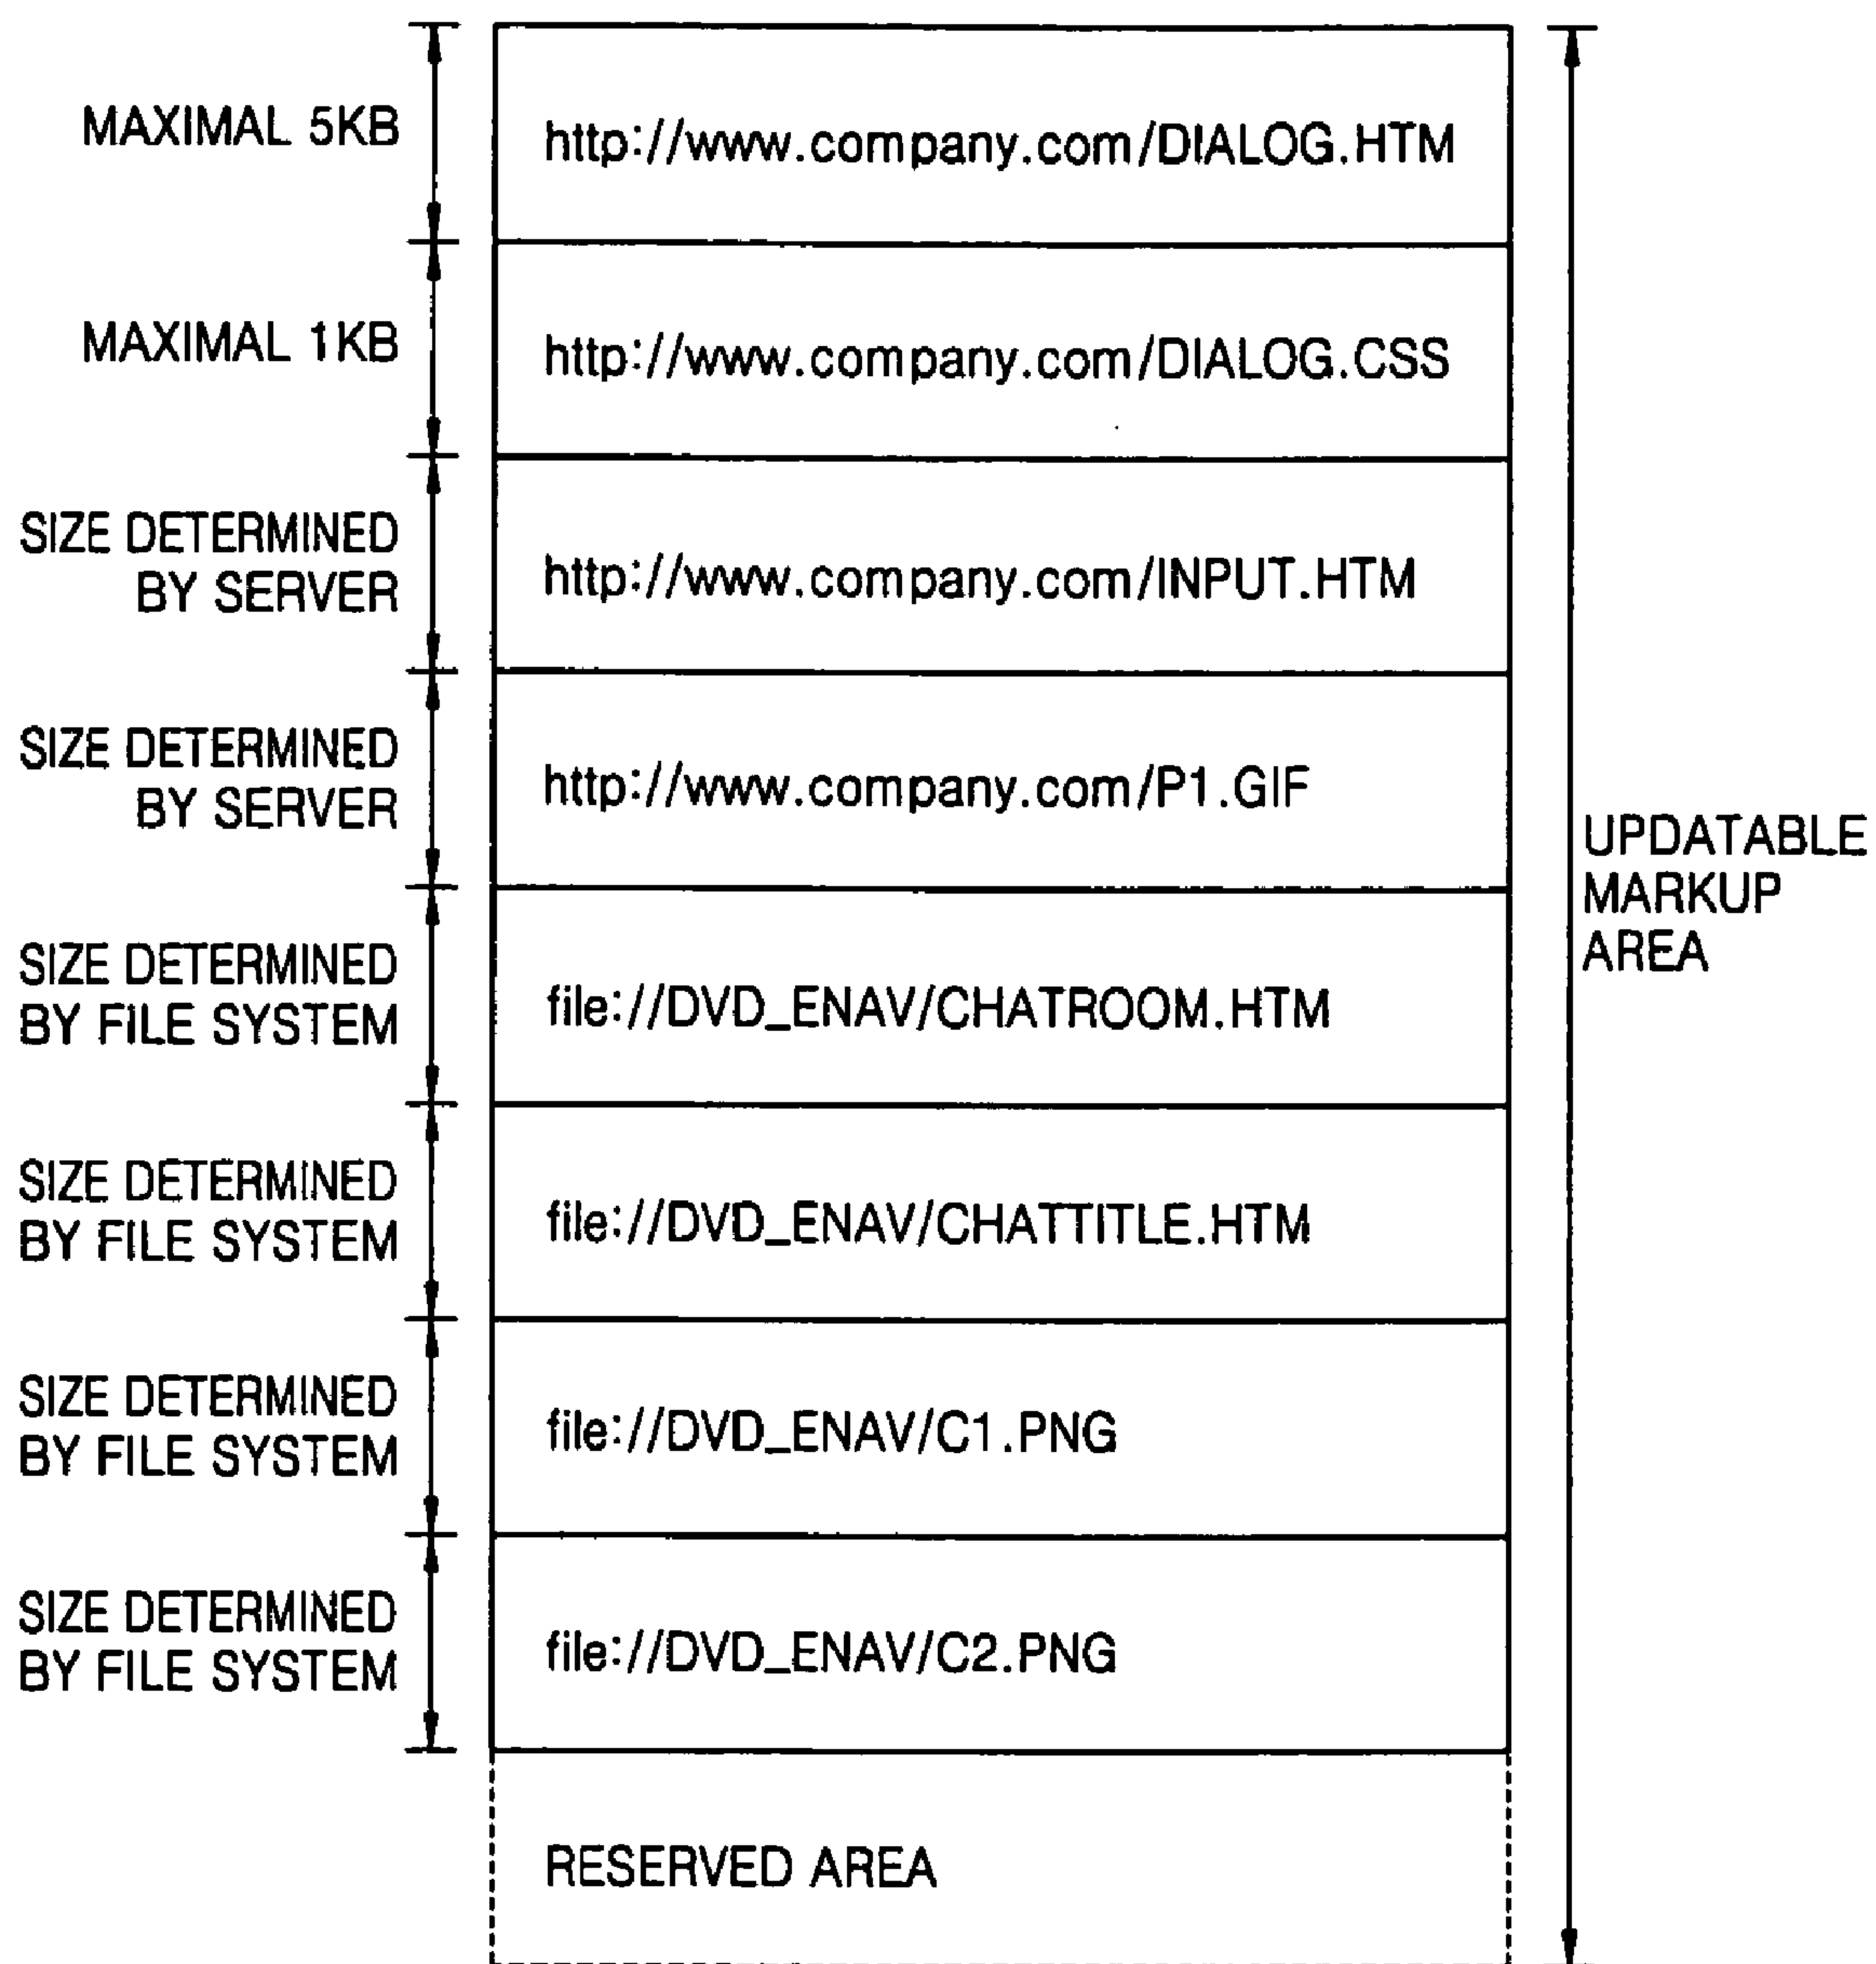 MAXIMAL 5KB
http://www.company.com/DIALOG.HTM
MAXIMAL 1KB
http://www.company.com/DIALOG.CSS
SIZE DETERMINED
BY SERVER
http://www.company.com/INPUT.HTM
SIZE DETERMINED
BY SERVER
http://www.company.com/P1.GIF
UPDATABLE
MARKUP
AREA
SIZE DETERMINED
BY FILE SYSTEM
file://DVD_ENAV/CHATROOM.HTM
SIZE DETERMINED
BY FILE SYSTEM
file://DVD_ENAV/CHATTITLE.HTM
SIZE DETERMINED
BY FILE SYSTEM
file://DVD_ENAV/C1.PNG
SIZE DETERMINED
BY FILE SYSTEM
file://DVD_ENAV/C2.PNG
RESERVED AREA